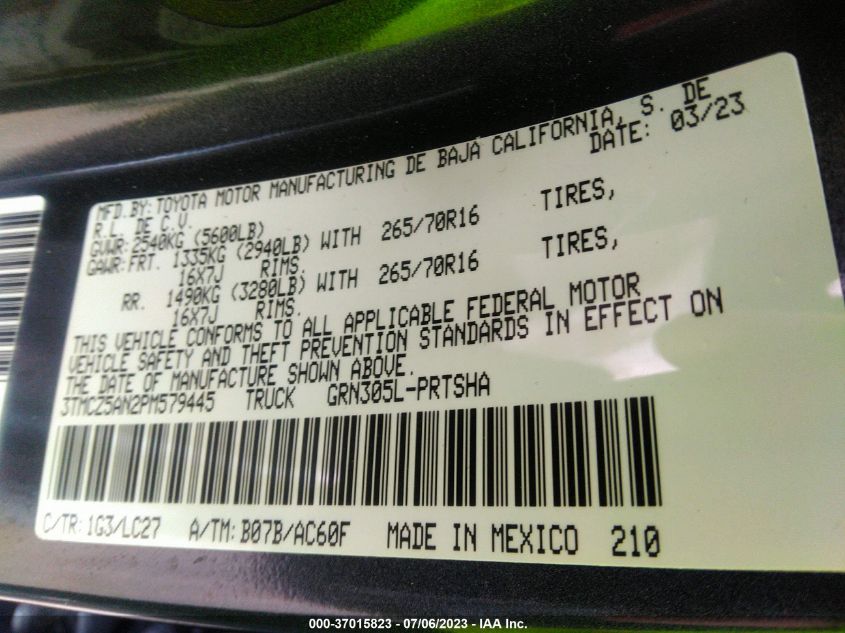 MFD. BY: TOYOTA MOTOR MANUFACTURING DE BAJA CALIFORNIA, S. DE
R.L. DE C.V. DATE: 03/23
GVWR: 2540KG (5600LB)
GAWR: FRT. 1335KG (2940LB) WITH 265/70R16 TIRES,
16X7J RIMS.
RR. 1490KG (3280LB) WITH 265/70R16 TIRES,
16X7J RIMS.
THIS VEHICLE CONFORMS TO ALL APPLICABLE FEDERAL MOTOR
VEHICLE SAFETY AND THEFT PREVENTION STANDARDS IN EFFECT ON
THE DATE OF MANUFACTURE SHOWN ABOVE.
3TMCZ5AN2PM579445 TRUCK GRN305L-PRTSHA
C/TR: 1G3/LC27 A/TM: B07B/AC60F MADE IN MEXICO 210
000-37015823 - 07/06/2023 - IAA Inc.